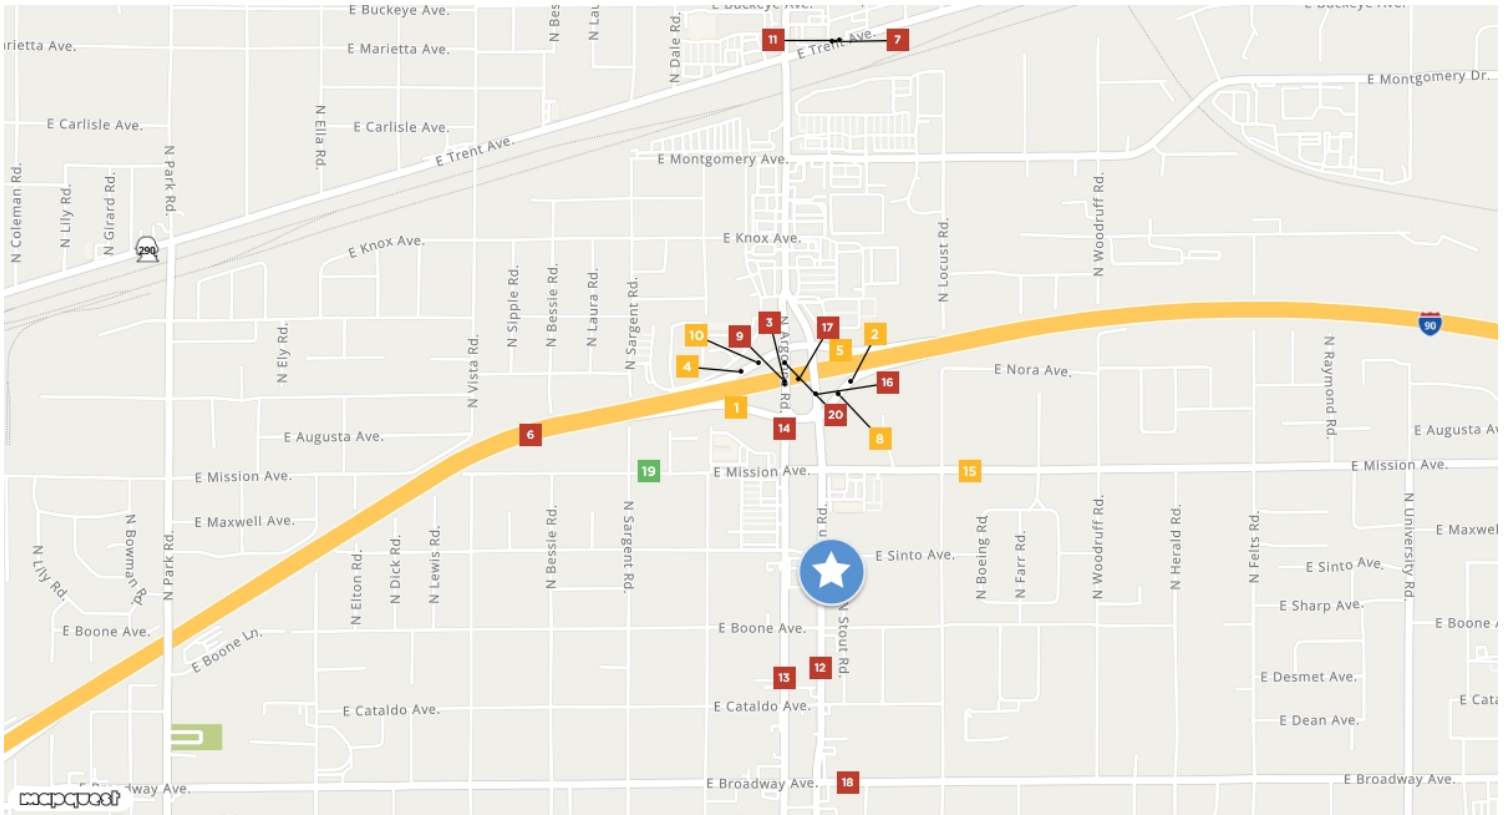 E Buckeye Ave.
E Buckeye Ave.
E Buckeye Ave.
N Dale Rd.
E Marietta Ave.
11
7
E Trent Ave.
E Montgomery Dr.
E Carlisle Ave.
E Carlisle Ave.
N Ella Rd.
E Trent Ave.
E Montgomery Ave.
N Coleman Rd.
N Lily Rd.
N Girard Rd.
N Park Rd.
290
E Knox Ave.
E Knox Ave.
N Locust Rd.
N Woodruff Rd.
N Ely Rd.
N Vista Rd.
N Sipple Rd.
N Bessie Rd.
N Laura Rd.
N Sargent Rd.
10
9
3
17
5
2
90
4
16
E Nora Ave.
N Raymond Rd.
1
20
14
8
6
E Augusta Ave.
19
E Mission Ave.
E Mission Ave.
15
E Mission Ave.
E Maxwell Ave.
N Lily Rd.
N Bowman Rd.
N Park Rd.
N Elton Rd.
N Dick Rd.
N Lewis Rd.
N Bessie Rd.
N Sargent Rd.
E Sinto Ave.
N Boeing Rd.
N Farr Rd.
N Woodruff Rd.
N Herald Rd.
N Felts Rd.
E Sinto Ave.
N University Rd.
E Sharp Ave.
E Boone Ave.
E Boone Ln.
E Boone Ave.
N Stout Rd.
13
12
E Desmet Ave.
E Cataldo Ave.
E Cataldo Ave.
E Dean Ave.
E Broadway Ave.
18
E Broadway Ave.
mapquest